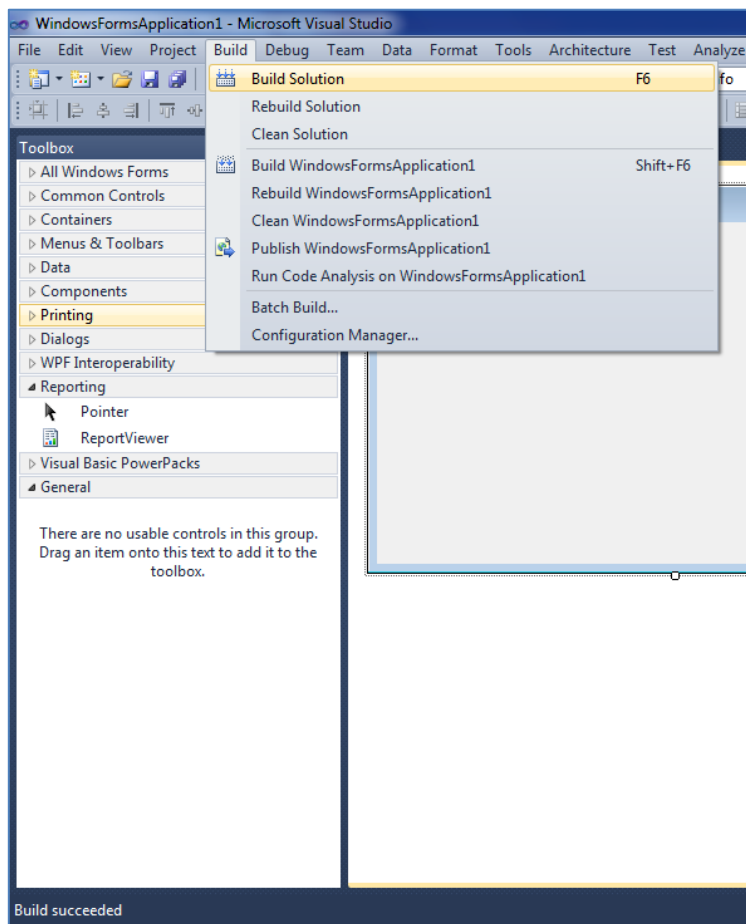 WindowsFormsApplication1 - Microsoft Visual Studio
File Edit View Project Build Debug Team Data Format Tools Architecture Test Analyze
Build Solution F6
fo
Rebuild Solution
Clean Solution
Build WindowsFormsApplication1 Shift+F6
Rebuild WindowsFormsApplication1
Clean WindowsFormsApplication1
Publish WindowsFormsApplication1
Run Code Analysis on WindowsFormsApplication1
Batch Build...
Configuration Manager...
Toolbox
All Windows Forms
Common Controls
Containers
Menus & Toolbars
Data
Components
Printing
Dialogs
WPF Interoperability
Reporting
Pointer
ReportViewer
Visual Basic PowerPacks
General
There are no usable controls in this group.
Drag an item onto this text to add it to the
toolbox.
Build succeeded